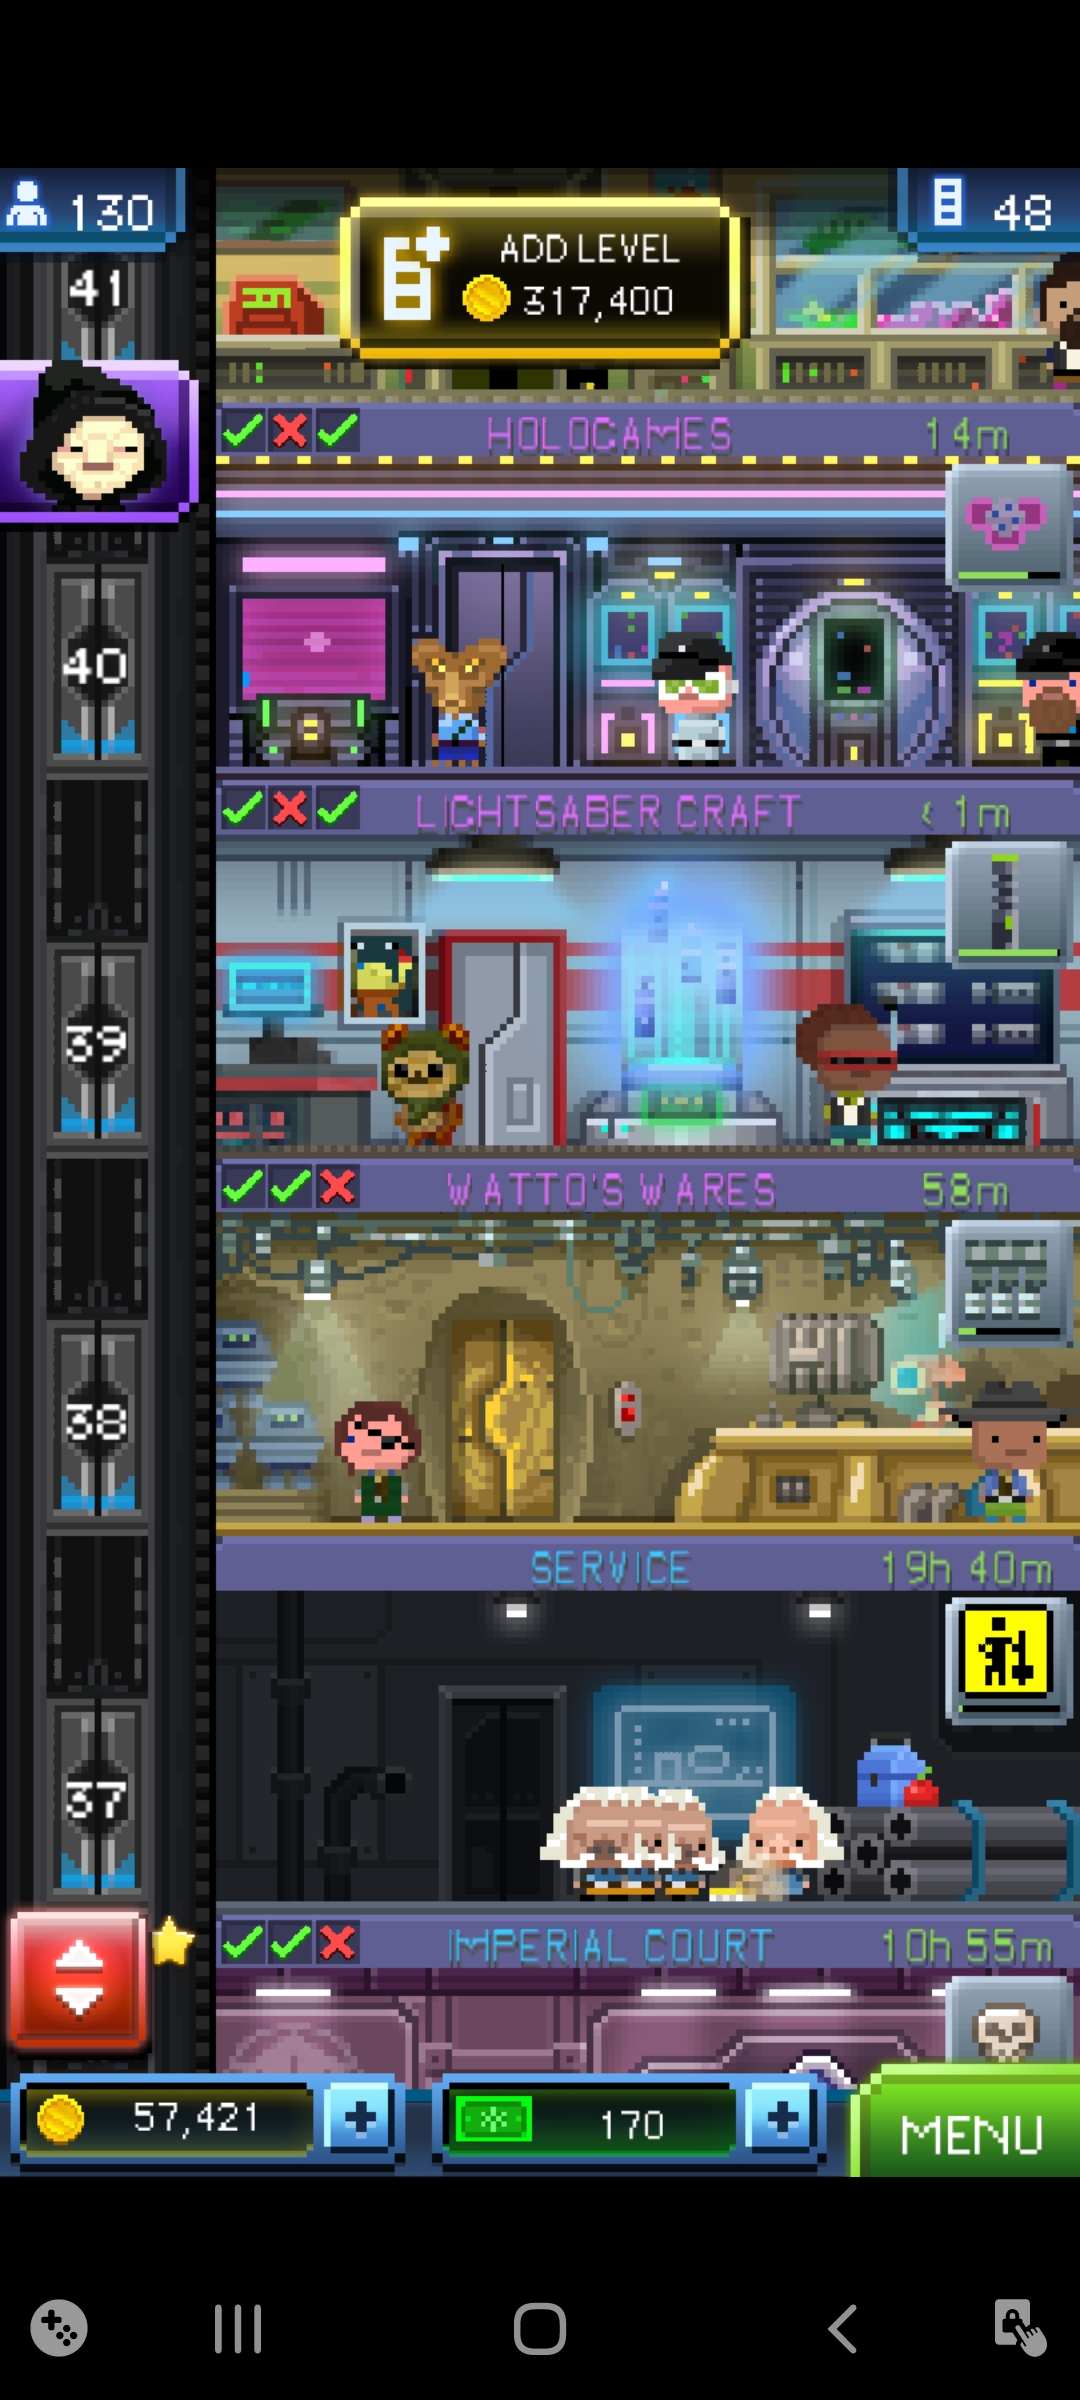 130
48
ADD LEVEL
317,400
41
HOLOGAMES 14m
40
LIGHTSABER CRAFT < 1m
39
WATTO'S WARES 58m
38
SERVICE 19h 40m
37
IMPERIAL COURT 10h 55m
57,421
170
MENU